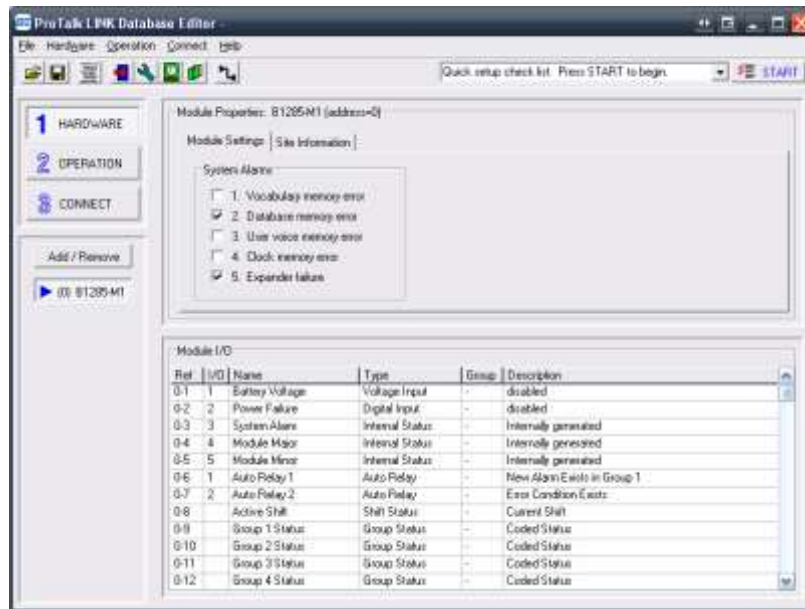 ProTalk LINK Database Editor -
File Hardware Operation Connect Help
Quick setup check list. Press START to begin.
START
1 HARDWARE
2 OPERATION
3 CONNECT
Add / Remove
(0) B1285-M1
Module Properties: B1285-M1 (address=0)
Module Settings Site Information
System Alarms
1. Vocabulary memory error
2. Database memory error
3. User voice memory error
4. Clock memory error
5. Expander failure
Module I/O
Ref I/O Name Type Group Description
0-1 1 Battery Voltage Voltage Input - disabled
0-2 2 Power Failure Digital Input - disabled
0-3 3 System Alarm Internal Status - Internally generated
0-4 4 Module Major Internal Status - Internally generated
0-5 5 Module Minor Internal Status - Internally generated
0-6 1 Auto Relay 1 Auto Relay - New Alarm Exists in Group 1
0-7 2 Auto Relay 2 Auto Relay - Error Condition Exists
0-8 Active Shift Shift Status - Current Shift
0-9 Group 1 Status Group Status - Coded Status
0-10 Group 2 Status Group Status - Coded Status
0-11 Group 3 Status Group Status - Coded Status
0-12 Group 4 Status Group Status - Coded Status